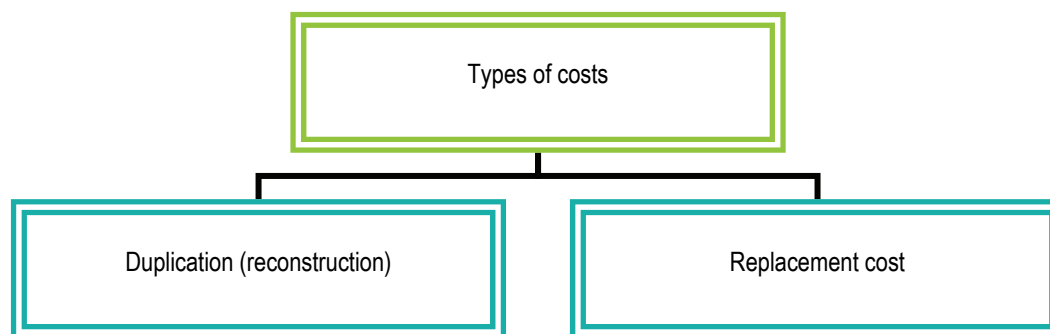 Types of costs
Duplication (reconstruction)
Replacement cost